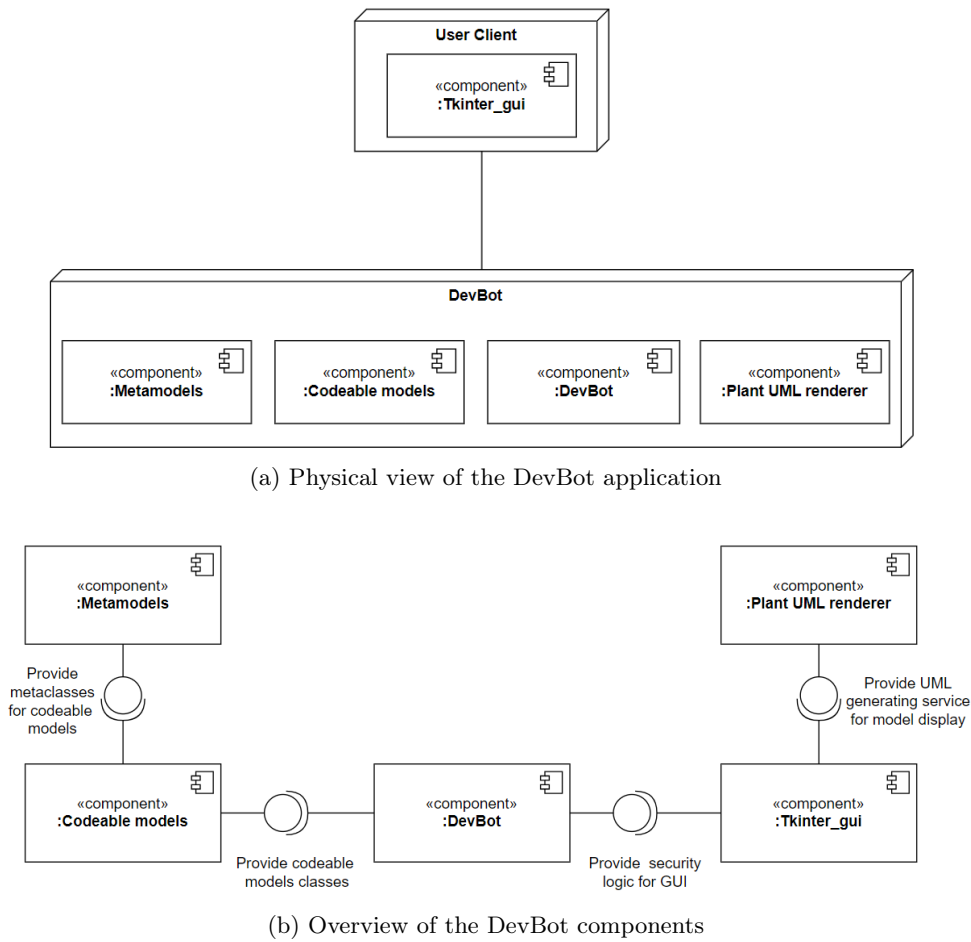 User Client
«component»
:Tkinter_gui
DevBot
«component»
:Metamodels
«component»
:Codeable models
«component»
:DevBot
«component»
:Plant UML renderer
(a) Physical view of the DevBot application
«component»
:Metamodels
«component»
:Plant UML renderer
Provide
metaclasses
for codeable
models
Provide UML
generating service
for model display
«component»
:Codeable models
«component»
:DevBot
«component»
:Tkinter_gui
Provide codeable
models classes
Provide security
logic for GUI
(b) Overview of the DevBot components